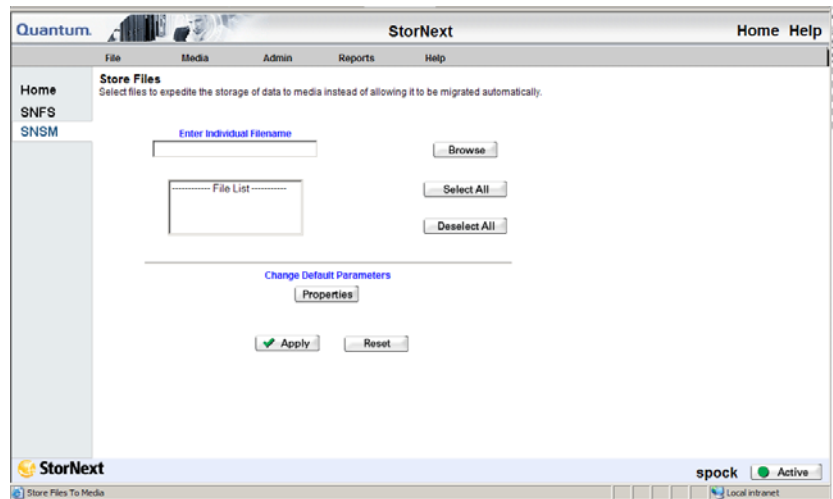 Quantum.
StorNext
Home Help
File Media Admin Reports Help
Home
SNFS
SNSM
Store Files
Select files to expedite the storage of data to media instead of allowing it to be migrated automatically.
Enter Individual Filename
Browse
----------- File List -----------
Select All
Deselect All
Change Default Parameters
Properties
Apply Reset
StorNext
spock Active
Store Files To Media Local intranet